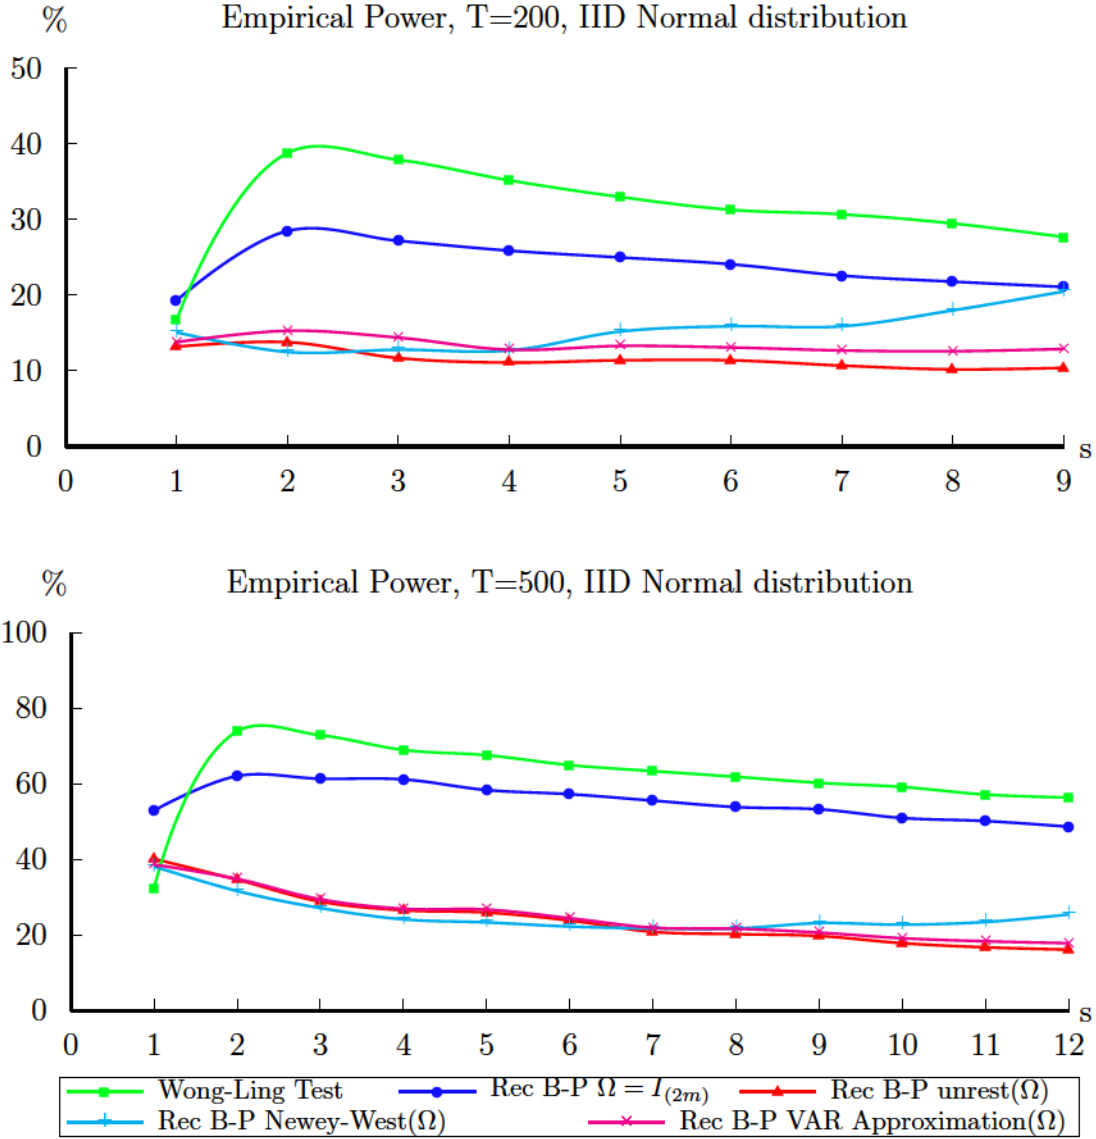 %
Empirical Power, T=200, IID Normal distribution
50
40
30
20
10
0
s
0 1 2 3 4 5 6 7 8 9
%
Empirical Power, T=500, IID Normal distribution
100
80
60
40
20
0
s
0 1 2 3 4 5 6 7 8 9 10 11 12
Wong-Ling Test Rec B-P Ω = I(2m) Rec B-P unrest(Ω)
Rec B-P Newey-West(Ω) Rec B-P VAR Approximation(Ω)